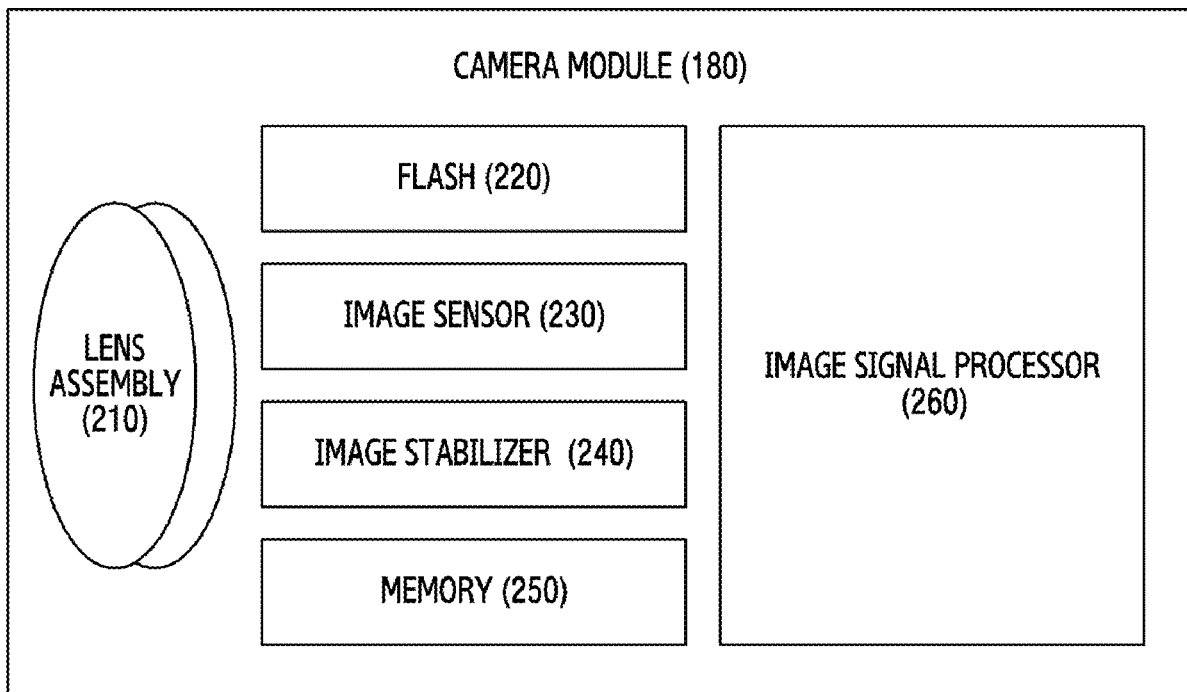 CAMERA MODULE (180)
FLASH (220)
IMAGE SENSOR (230)
LENS
ASSEMBLY
(210)
IMAGE STABILIZER (240)
MEMORY (250)
IMAGE SIGNAL PROCESSOR
(260)